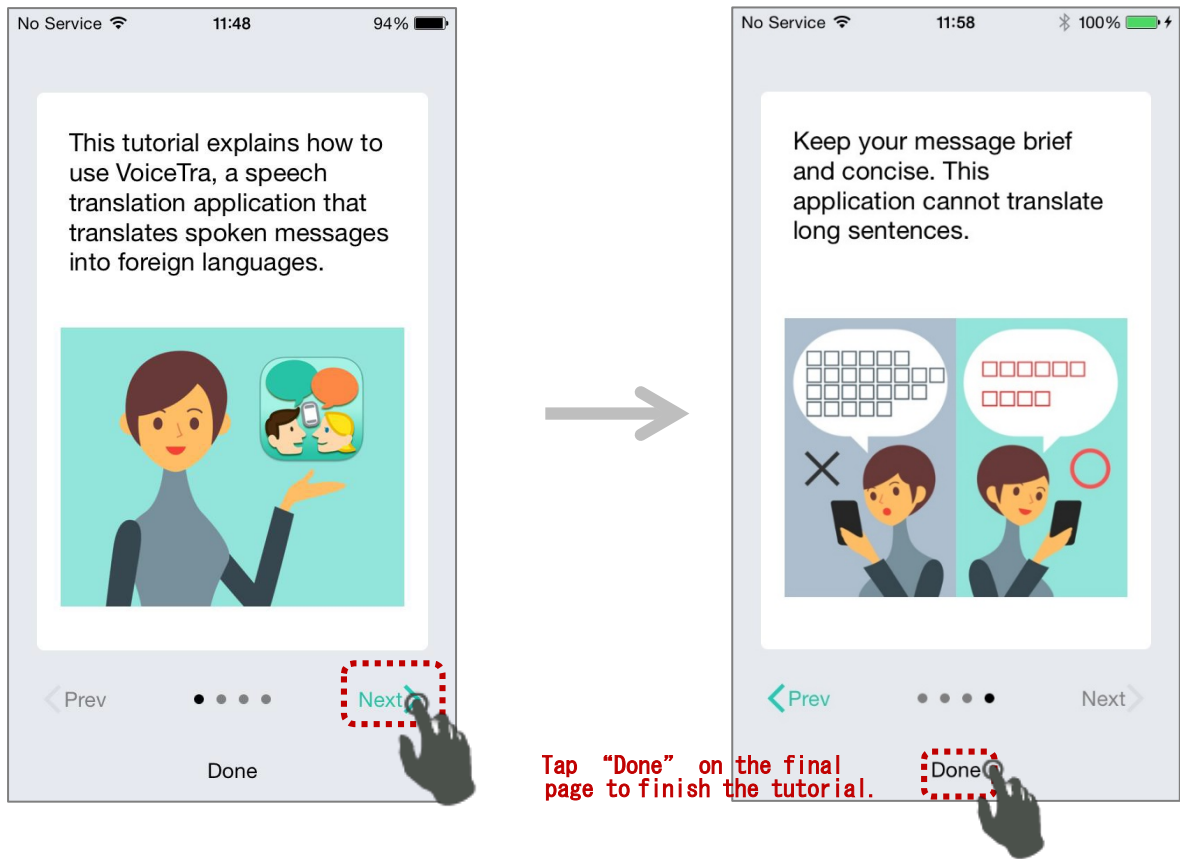 No Service 11:48 94%
This tutorial explains how to
use VoiceTra, a speech
translation application that
translates spoken messages
into foreign languages.
Prev Next
Done
Tap “Done” on the final
page to finish the tutorial.
No Service 11:58 100%
Keep your message brief
and concise. This
application cannot translate
long sentences.
Prev Next
Done